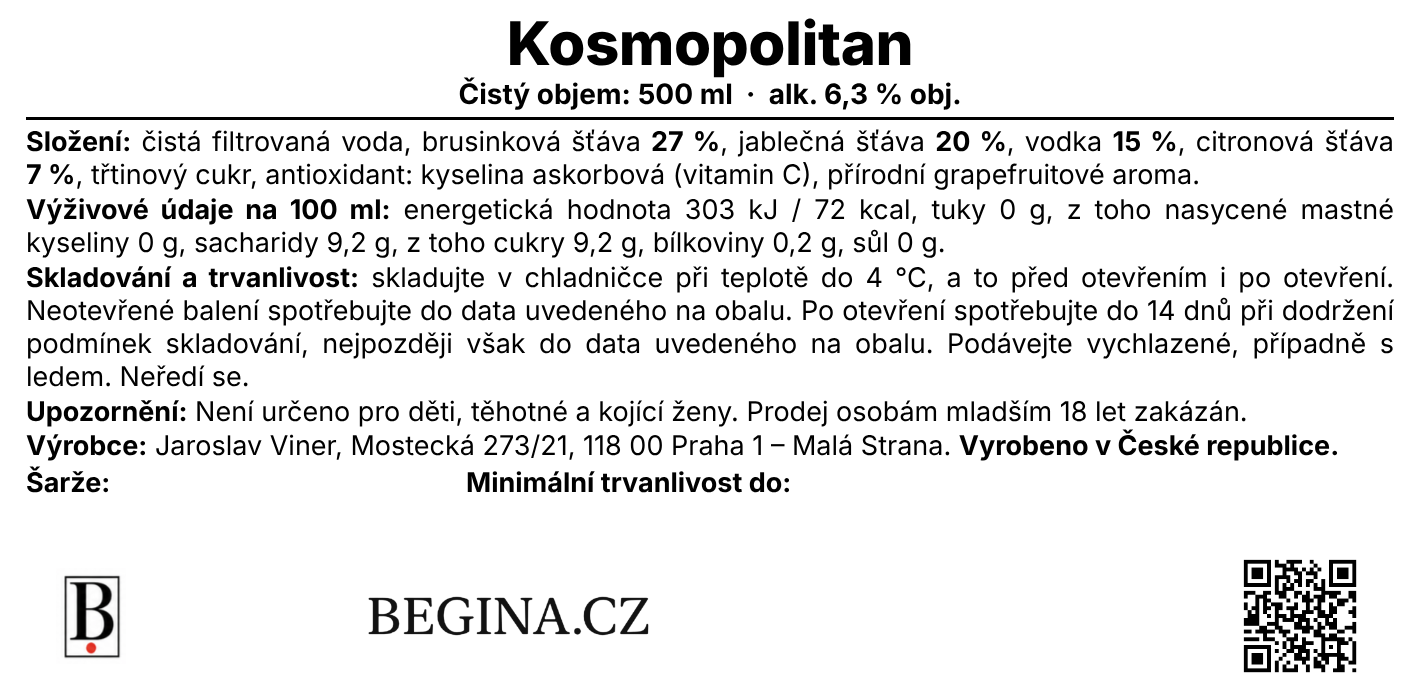 Kosmopolitan
Čistý objem: 500 ml · alk. 6,3 % obj.
Složení: čistá filtrovaná voda, brusinková šťáva 27 %, jablečná šťáva 20 %, vodka 15 %, citronová šťáva
7 %, třtinový cukr, antioxidant: kyselina askorbová (vitamin C), přírodní grapefruitové aroma.
Výživové údaje na 100 ml: energetická hodnota 303 kJ / 72 kcal, tuky 0 g, z toho nasycené mastné
kyseliny 0 g, sacharidy 9,2 g, z toho cukry 9,2 g, bílkoviny 0,2 g, sůl 0 g.
Skladování a trvanlivost: skladujte v chladničce při teplotě do 4 °C, a to před otevřením i po otevření.
Neotevřené balení spotřebujte do data uvedeného na obalu. Po otevření spotřebujte do 14 dnů při dodržení
podmínek skladování, nejpozději však do data uvedeného na obalu. Podávejte vychlazené, případně s
ledem. Neředí se.
Upozornění: Není určeno pro děti, těhotné a kojící ženy. Prodej osobám mladším 18 let zakázán.
Výrobce: Jaroslav Viner, Mostecká 273/21, 118 00 Praha 1 – Malá Strana. Vyrobeno v České republice.
Šarže: Minimální trvanlivost do:
B BEGINA.CZ